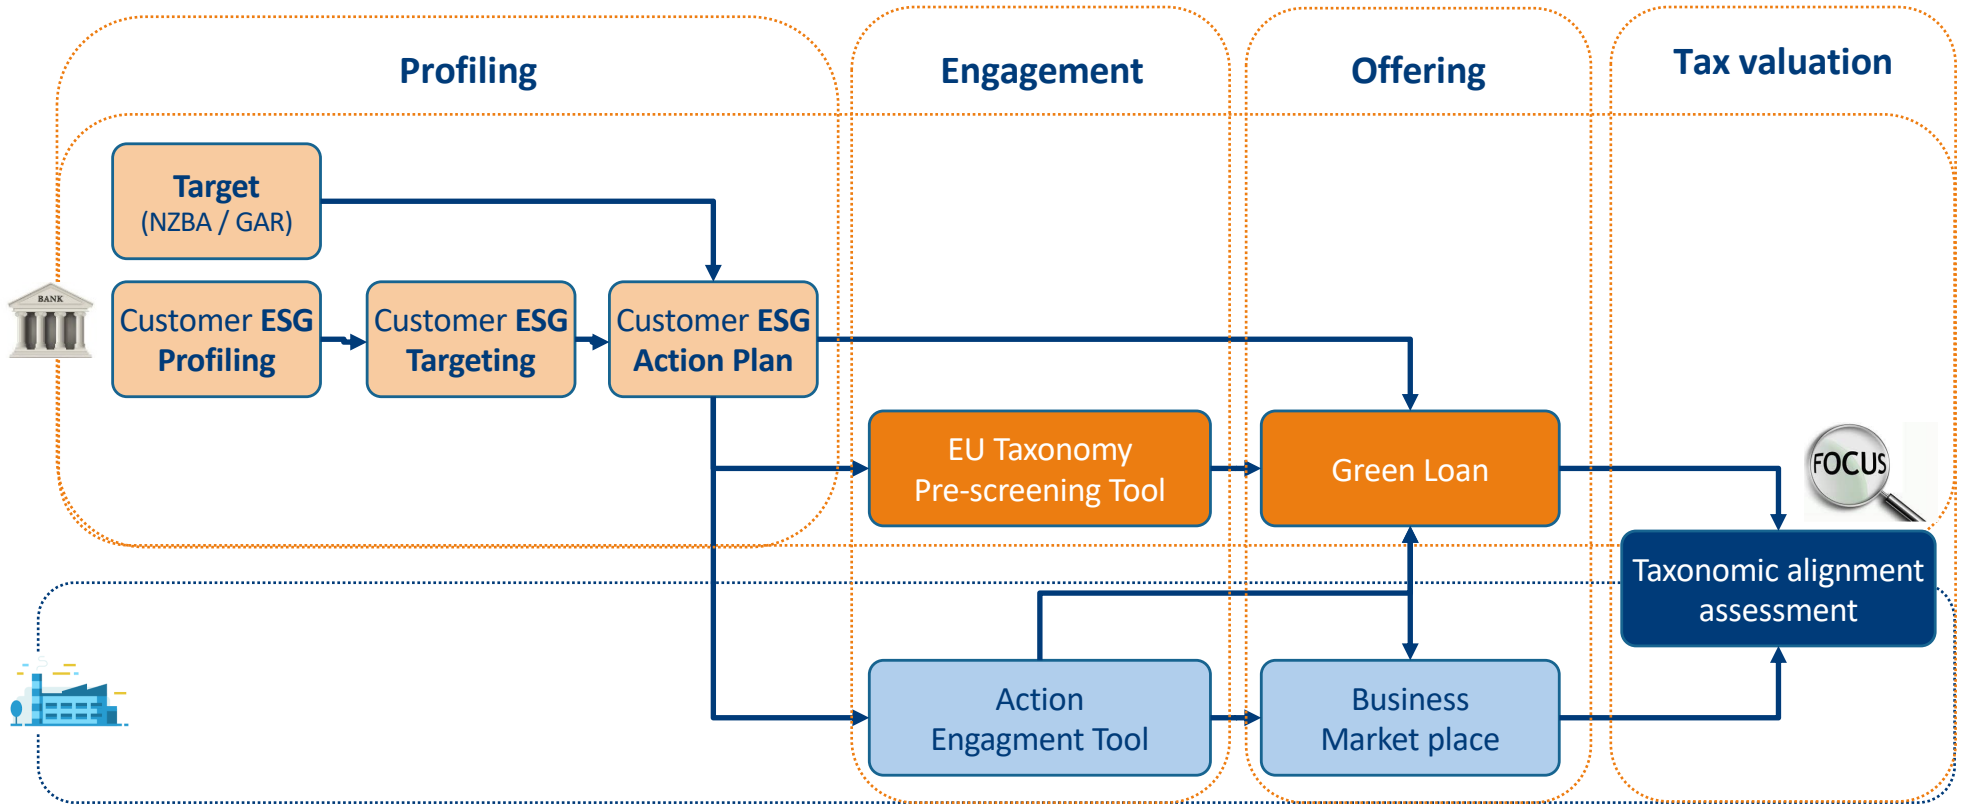 Profiling
Engagement
Offering
Tax valuation
Target
(NZBA / GAR)
BANK
Customer ESG
Profiling
Customer ESG
Targeting
Customer ESG
Action Plan
EU Taxonomy
Pre-screening Tool
Green Loan
FOCUS
Taxonomic alignment
assessment
Action
Engagment Tool
Business
Market place